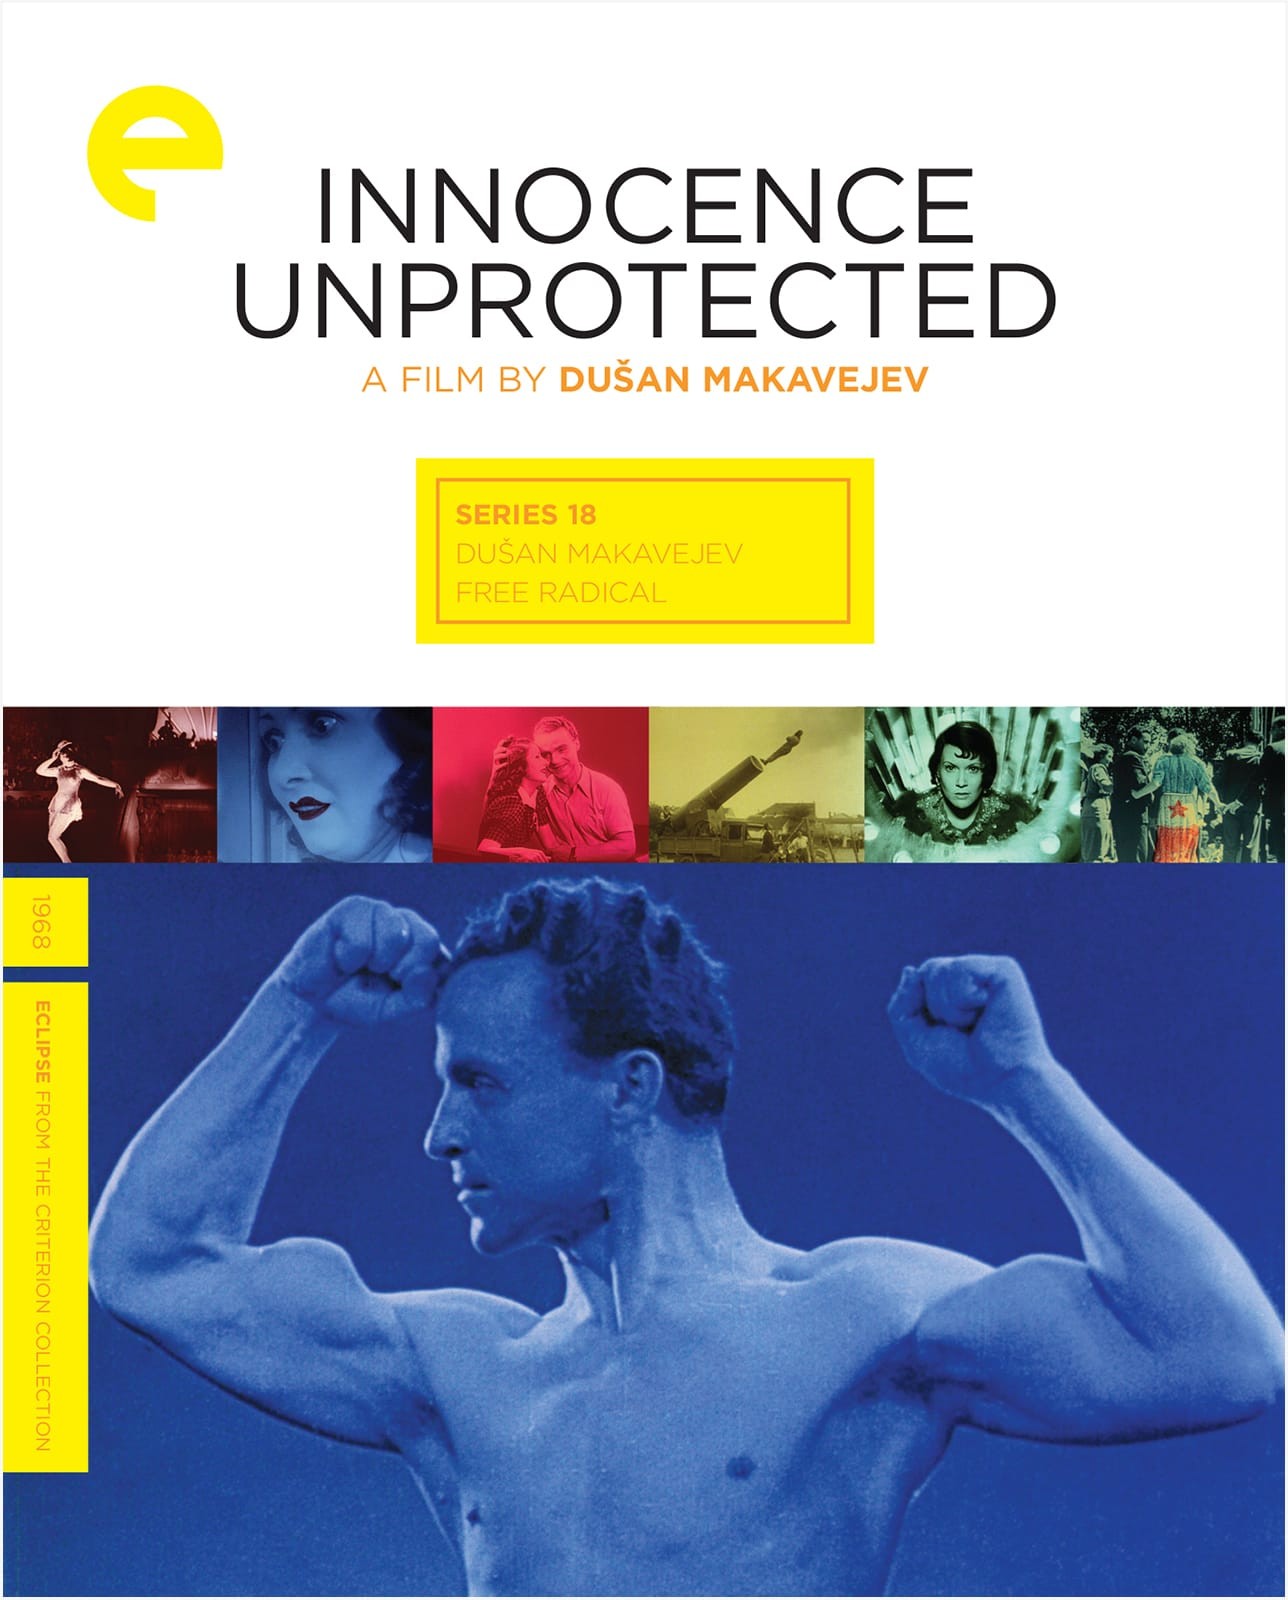 e
INNOCENCE
UNPROTECTED
A FILM BY DUŠAN MAKAVEJEV
SERIES 18
DUŠAN MAKAVEJEV
FREE RADICAL
1968
ECLIPSE FROM THE CRITERION COLLECTION